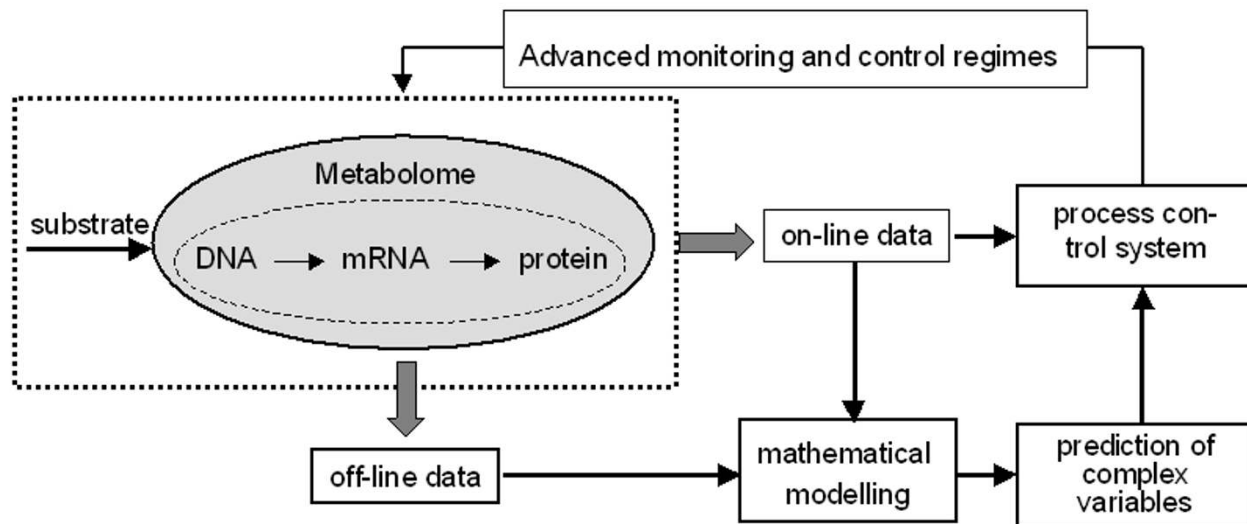 Advanced monitoring and control regimes
Metabolome
substrate
DNA mRNA protein
on-line data
process con-
trol system
off-line data
mathematical
modelling
prediction of
complex
variables